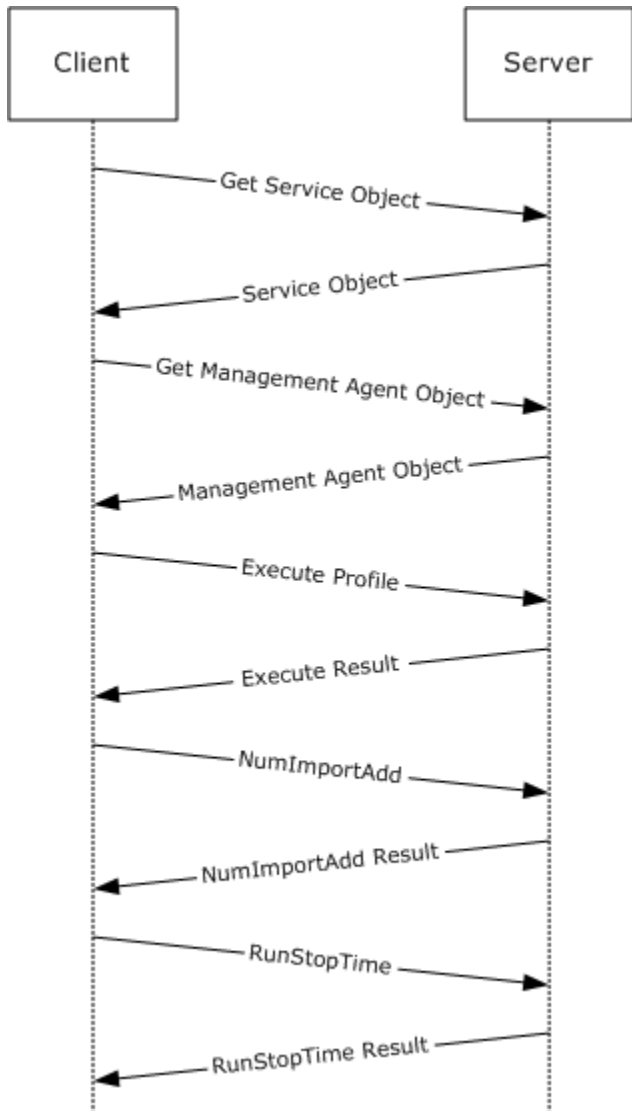 Client
Server
Get Service Object
Service Object
Get Management Agent Object
Management Agent Object
Execute Profile
Execute Result
NumImportAdd
NumImportAdd Result
RunStopTime
RunStopTime Result